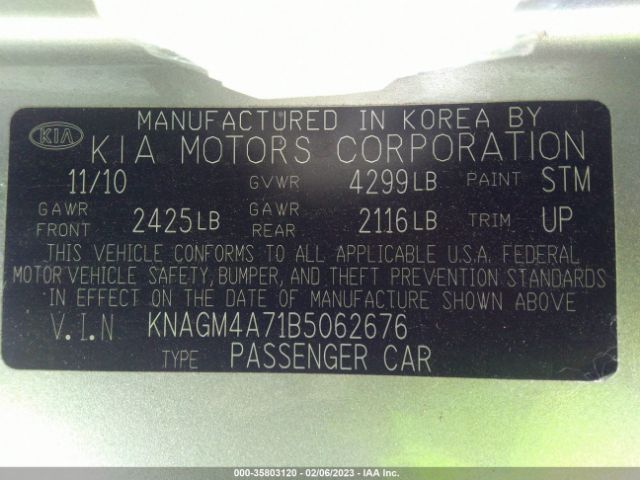 MANUFACTURED IN KOREA BY
KIA KIA MOTORS CORPORATION
11/10 GVWR 4299LB PAINT STM
GAWR FRONT 2425LB GAWR REAR 2116LB TRIM UP
THIS VEHICLE CONFORMS TO ALL APPLICABLE U.S.A. FEDERAL
MOTOR VEHICLE SAFETY, BUMPER, AND THEFT PREVENTION STANDARDS
IN EFFECT ON THE DATE OF MANUFACTURE SHOWN ABOVE
V.I.N KNAGM4A71B5062676
TYPE PASSENGER CAR
000-35803120 - 02/06/2023 - IAA Inc.